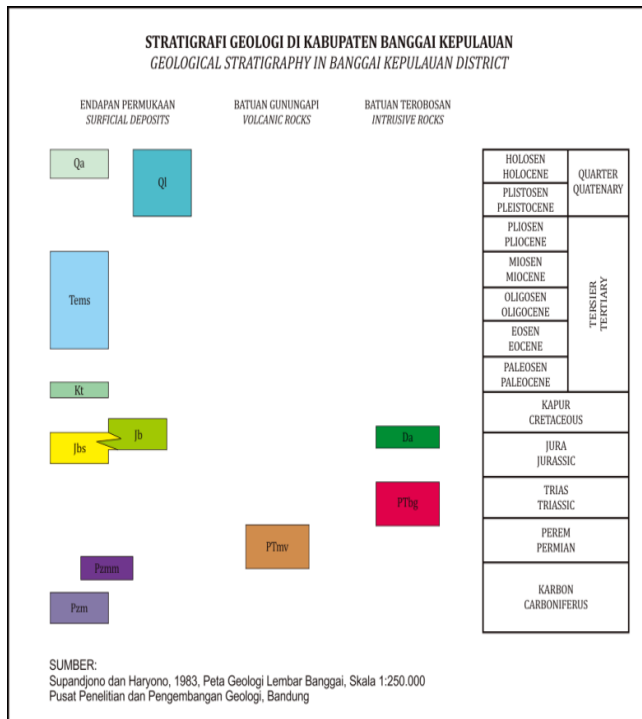 STRATIGRAFI GEOLOGI DI KABUPATEN BANGGAI KEPULAUAN
GEOLOGICAL STRATIGRAPHY IN BANGGAI KEPULAUAN DISTRICT
ENDAPAN PERMUKAAN
SURFICIAL DEPOSITS
BATUAN GUNUNGAPI
VOLCANIC ROCKS
BATUAN TEROBOSAN
INTRUSIVE ROCKS
Qa
Ql
Tems
Kt
Jb
Jbs
Da
PTbg
PTmv
Pzmm
Pzm
HOLOSEN
HOLOCENE
PLISTOSEN
PLEISTOCENE
QUARTER
QUATENARY
PLIOSEN
PLIOCENE
MIOSEN
MIOCENE
OLIGOSEN
OLIGOCENE
EOSEN
EOCENE
PALEOSEN
PALEOCENE
TERSIER
TERTIARY
KAPUR
CRETACEOUS
JURA
JURASSIC
TRIAS
TRIASSIC
PEREM
PERMIAN
KARBON
CARBONIFERUS
SUMBER:
Supandjono dan Haryono, 1983, Peta Geologi Lembar Banggai, Skala 1:250.000
Pusat Penelitian dan Pengembangan Geologi, Bandung